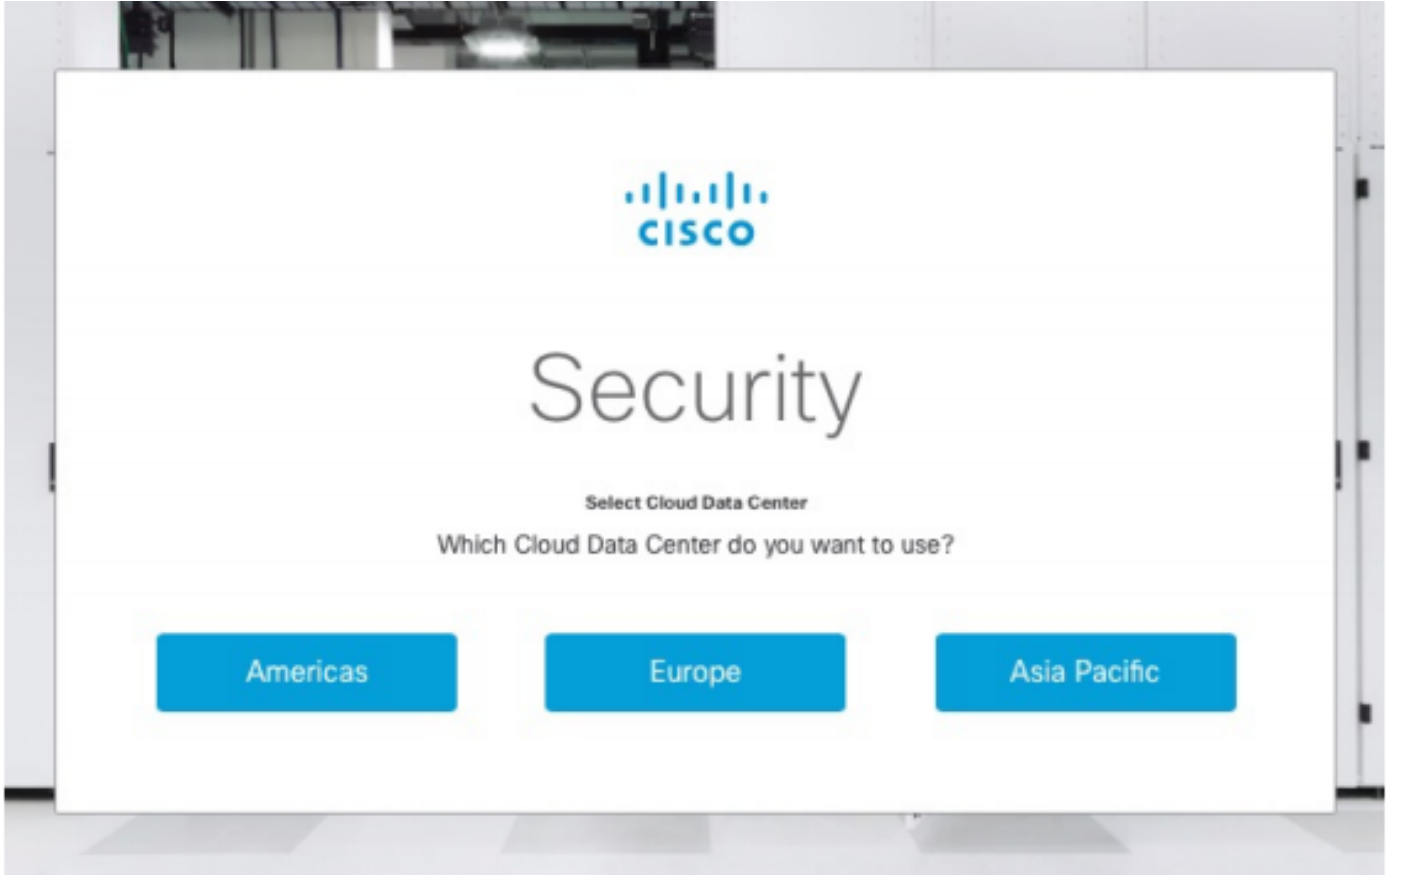 CISCO
Security
Select Cloud Data Center
Which Cloud Data Center do you want to use?
Americas
Europe
Asia Pacific